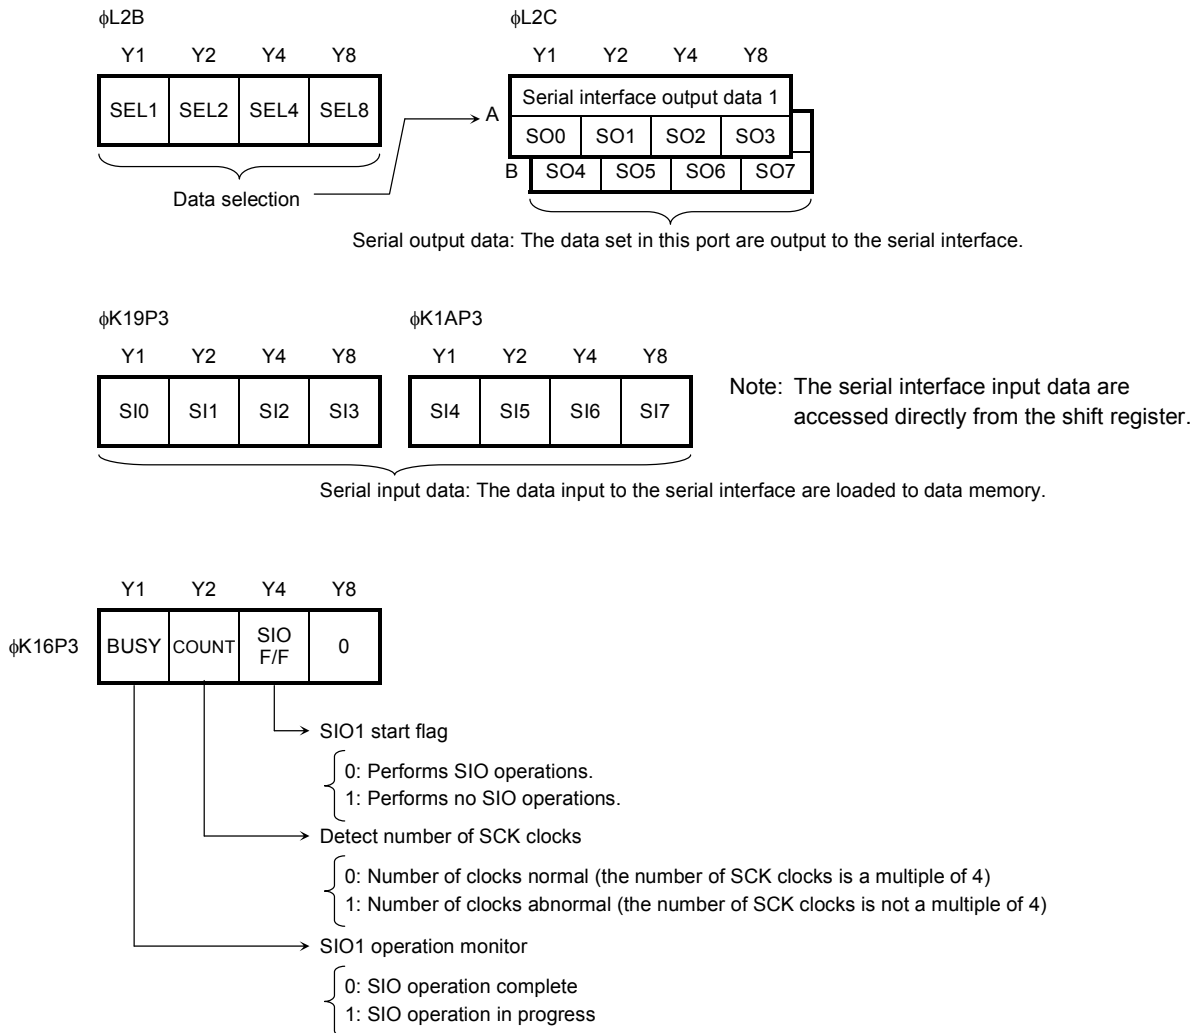 ϕL2B
ϕL2C
Y1 Y2 Y4 Y8
Y1 Y2 Y4 Y8
SEL1 SEL2 SEL4 SEL8
A
Serial interface output data 1
SO0 SO1 SO2 SO3
B
SO4 SO5 SO6 SO7
Data selection
Serial output data: The data set in this port are output to the serial interface.
ϕK19P3
ϕK1AP3
Y1 Y2 Y4 Y8
Y1 Y2 Y4 Y8
SI0 SI1 SI2 SI3
SI4 SI5 SI6 SI7
Note: The serial interface input data are
accessed directly from the shift register.
Serial input data: The data input to the serial interface are loaded to data memory.
Y1 Y2 Y4 Y8
ϕK16P3
BUSY COUNT SIO F/F 0
SIO1 start flag
0: Performs SIO operations.
1: Performs no SIO operations.
Detect number of SCK clocks
0: Number of clocks normal (the number of SCK clocks is a multiple of 4)
1: Number of clocks abnormal (the number of SCK clocks is not a multiple of 4)
SIO1 operation monitor
0: SIO operation complete
1: SIO operation in progress